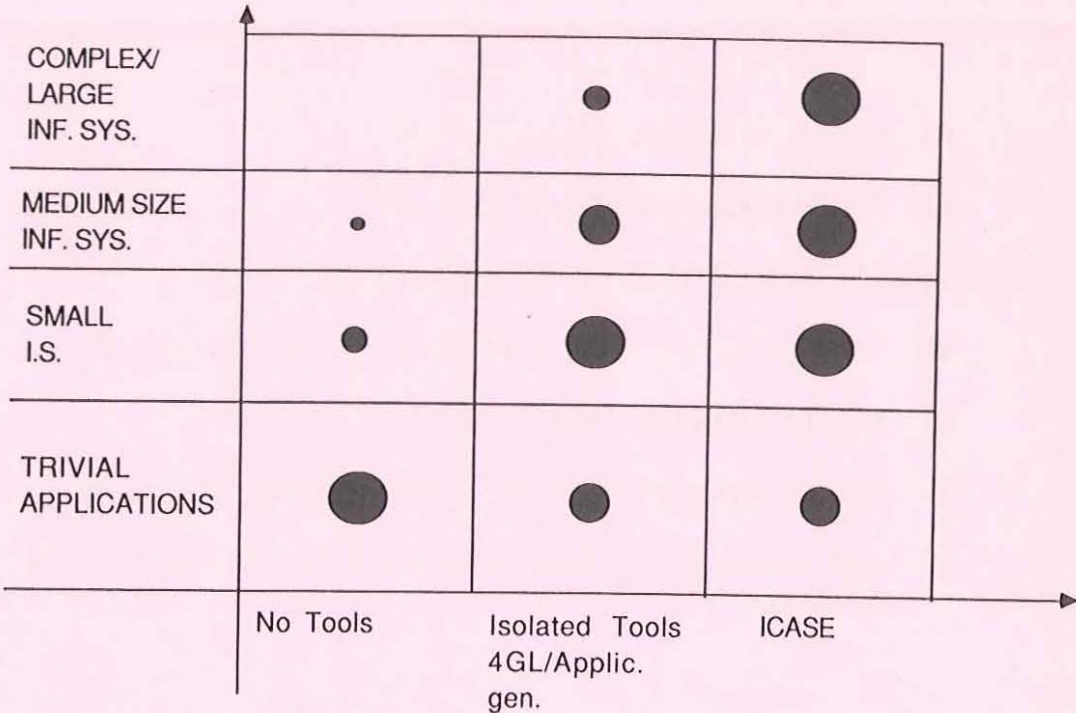 COMPLEX/
LARGE
INF. SYS.
MEDIUM SIZE
INF. SYS.
SMALL
I.S.
TRIVIAL
APPLICATIONS
No Tools
Isolated Tools
4GL/Applic.
gen.
ICASE